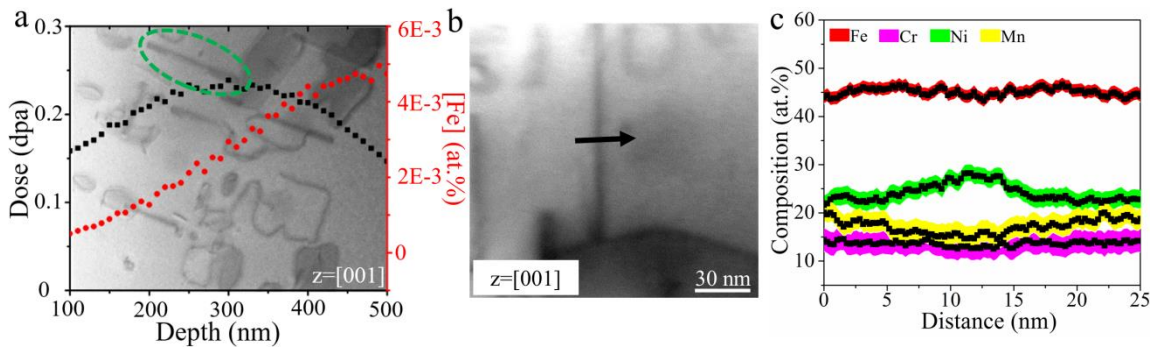 a
0.3
0.2
0.1
0
Dose (dpa)
100 200 300 400 500
Depth (nm)
6E-3
4E-3
2E-3
0
[Fe] (at.%)
z=[001]
b
z=[001]
30 nm
c
Fe Cr Ni Mn
100
90
50
40
30
20
10
Composition (at.%)
0 5 10 15 20 25
Distance (nm)